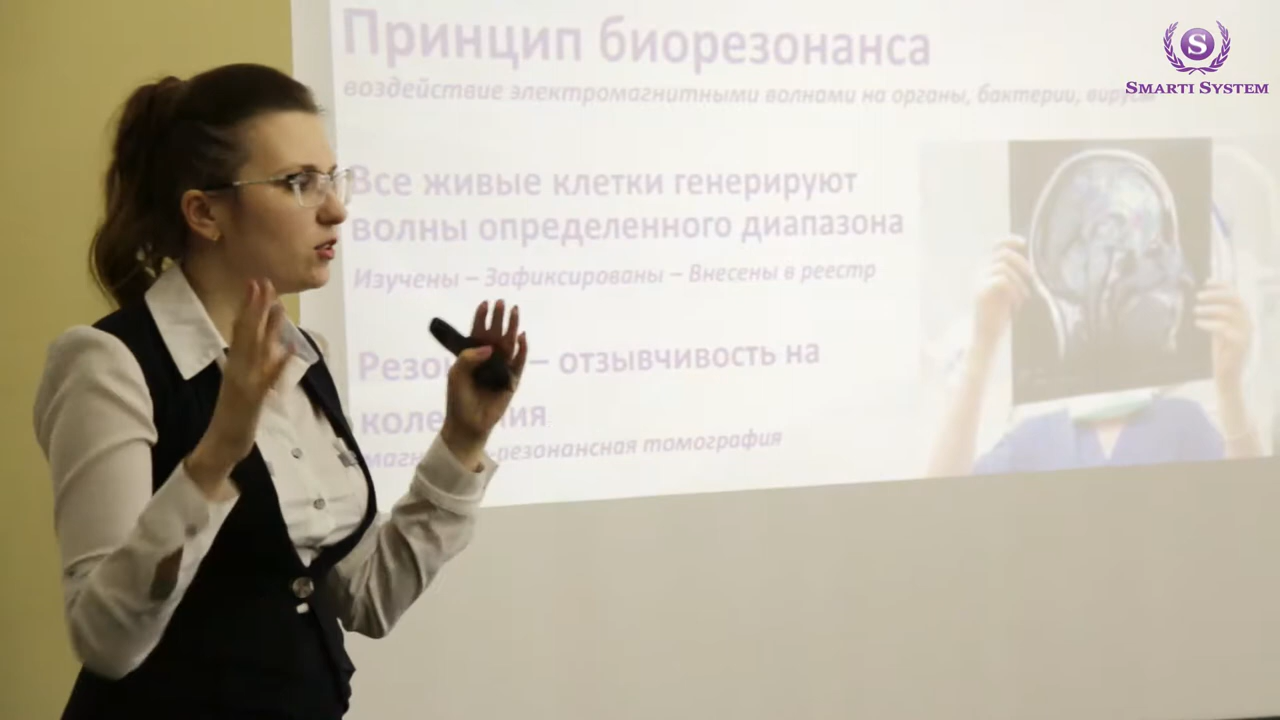 Принцип биорезонанса
воздействие электромагнитными волнами на органы, бактерии, вирусы
Все живые клетки генерируют
волны определенного диапазона
Изучены – Зафиксированы – Внесены в реестр
– отзывчивость на
томография
S
SMARTI SYSTEM